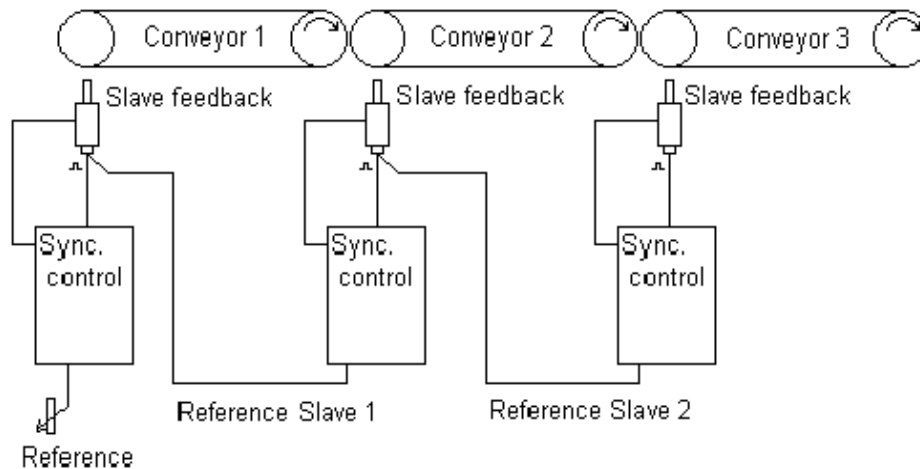 Conveyor 1
Conveyor 2
Conveyor 3
Slave feedback
Slave feedback
Slave feedback
Sync.
control
Sync.
control
Sync.
control
Reference Slave 1
Reference Slave 2
Reference